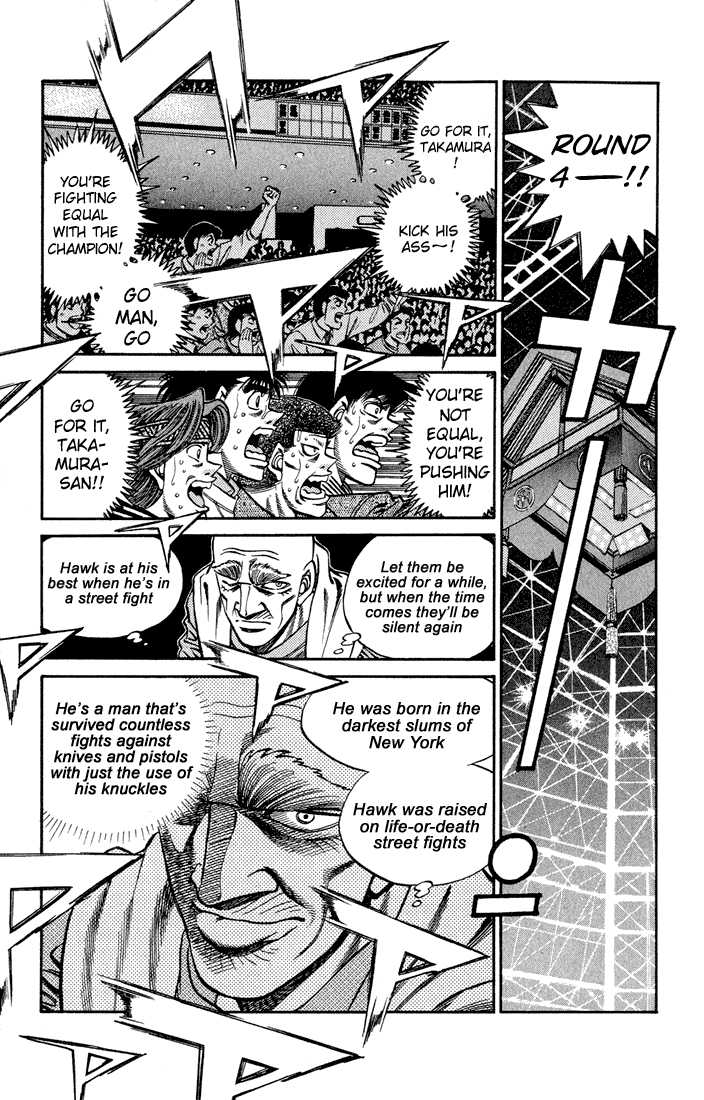 ROUND
4—!!
GO FOR IT,
TAKAMURA
!
KICK HIS
ASS~!
YOU'RE
FIGHTING
EQUAL
WITH THE
CHAMPION!
GO
MAN,
GO
YOU'RE
NOT
EQUAL,
YOU'RE
PUSHING
HIM!
GO
FOR IT,
TAKA-
MURA-
SAN!!
Let them be
excited for a while,
but when the time
comes they'll be
silent again
Hawk is at his
best when he's in
a street fight
He was born in the
darkest slums of
New York
Hawk was raised
on life-or-death
street fights
He's a man that's
survived countless
fights against
knives and pistols
with just the use of
his knuckles
カ
ー